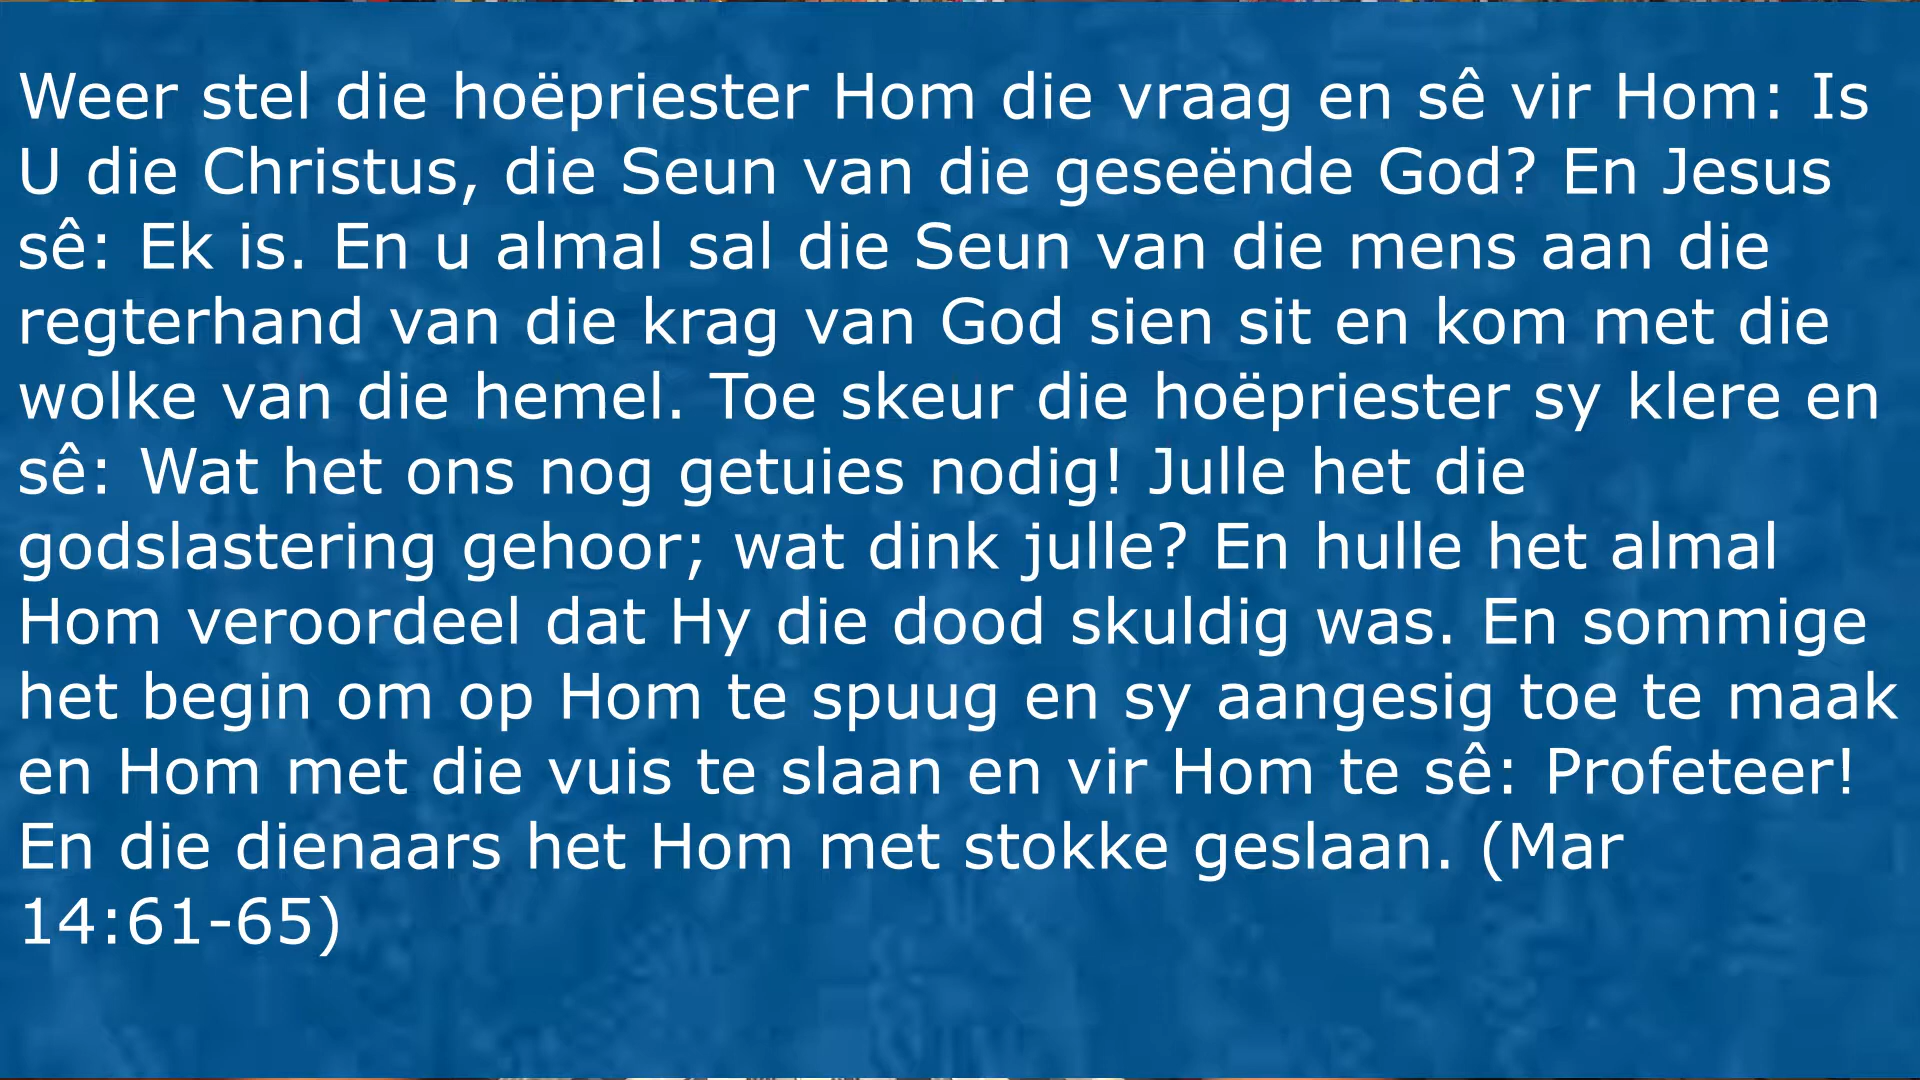 Weer stel die hoëpriester Hom die vraag en sê vir Hom: Is
U die Christus, die Seun van die geseënde God? En Jesus
sê: Ek is. En u almal sal die Seun van die mens aan die
regterhand van die krag van God sien sit en kom met die
wolke van die hemel. Toe skeur die hoëpriester sy klere en
sê: Wat het ons nog getuies nodig! Julle het die
godslastering gehoor; wat dink julle? En hulle het almal
Hom veroordeel dat Hy die dood skuldig was. En sommige
het begin om op Hom te spuug en sy aangesig toe te maak
en Hom met die vuis te slaan en vir Hom te sê: Profeteer!
En die dienaars het Hom met stokke geslaan. (Mar
14:61-65)